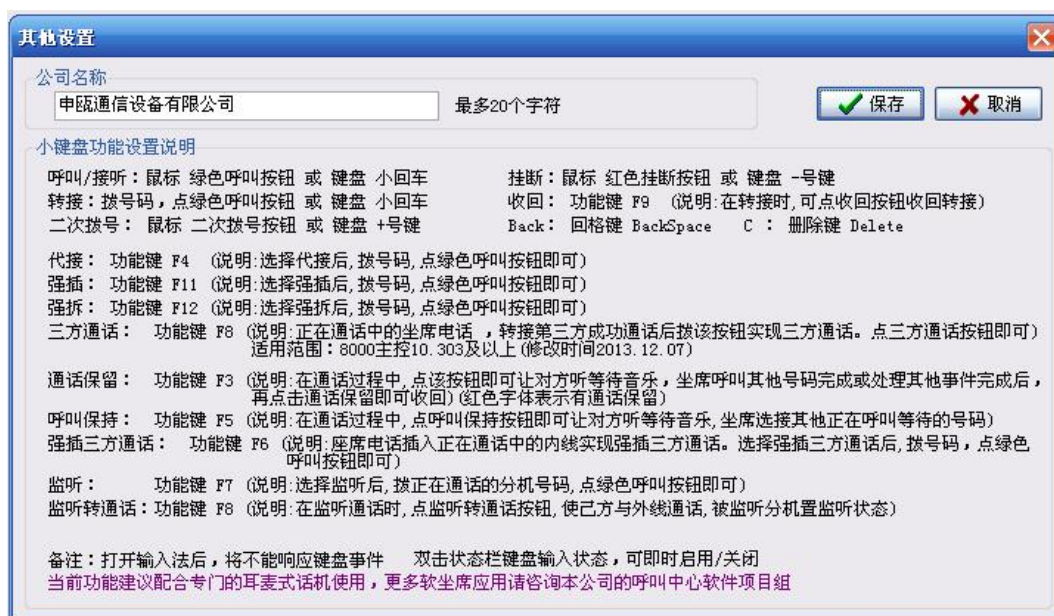 其他设置
公司名称
申瓯通信设备有限公司 最多20个字符 保存 取消
小键盘功能设置说明
呼叫/接听：鼠标 绿色呼叫按钮 或 键盘 小回车 挂断：鼠标 红色挂断按钮 或 键盘 -号键
转接：拨号码，点绿色呼叫按钮 或 键盘 小回车 收回： 功能键 F9 (说明:在转接时,可点收回按钮收回转接)
二次拨号： 鼠标 二次拨号按钮 或 键盘 +号键 Back： 回格键 BackSpace C ： 删除键 Delete
代接： 功能键 F4 (说明:选择代接后,拨号码,点绿色呼叫按钮即可)
强插： 功能键 F11 (说明:选择强插后,拨号码,点绿色呼叫按钮即可)
强拆： 功能键 F12 (说明:选择强拆后,拨号码,点绿色呼叫按钮即可)
三方通话： 功能键 F8 (说明:正在通话中的坐席电话 ，转接第三方成功通话后拨该按钮实现三方通话。点三方通话按钮即可)
适用范围：8000主控10.303及以上(修改时间2013.12.07)
通话保留： 功能键 F3 (说明:在通话过程中,点该按钮即可让对方听等待音乐，坐席呼叫其他号码完成或处理其他事件完成后，
再点击通话保留即可收回)(红色字体表示有通话保留)
呼叫保持： 功能键 F5 (说明:在通话过程中,点呼叫保持按钮即可让对方听等待音乐,坐席选接其他正在呼叫等待的号码)
强插三方通话： 功能键 F6 (说明:座席电话插入正在通话中的内线实现强插三方通话。选择强插三方通话后,拨号码，点绿色
呼叫按钮即可)
监听： 功能键 F7 (说明:选择监听后,拨正在通话的分机号码,点绿色呼叫按钮即可)
监听转通话：功能键 F8 (说明:在监听通话时,点监听转通话按钮,使己方与外线通话,被监听分机置监听状态)
备注：打开输入法后，将不能响应键盘事件 双击状态栏键盘输入状态，可即时启用/关闭
当前功能建议配合专门的耳麦式话机使用，更多软坐席应用请咨询本公司的呼叫中心软件项目组